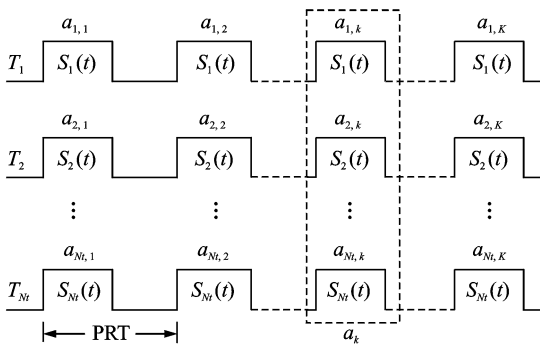 a1, 1 a1, 2 a1, k a1, K
T1 S1(t) S1(t) S1(t) S1(t)
a2, 1 a2, 2 a2, k a2, K
T2 S2(t) S2(t) S2(t) S2(t)
⋮ ⋮ ⋮ ⋮
aNt, 1 aNt, 2 aNt, k aNt, K
TNt SNt(t) SNt(t) SNt(t) SNt(t)
PRT
ak